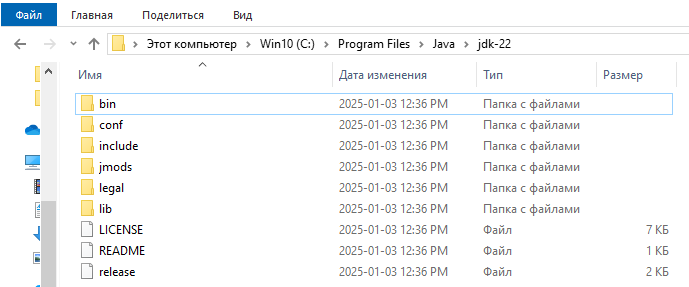 Файл Главная Поделиться Вид
Этот компьютер > Win10 (C:) > Program Files > Java > jdk-22
Имя Дата изменения Тип Размер
bin 2025-01-03 12:36 PM Папка с файлами
conf 2025-01-03 12:36 PM Папка с файлами
include 2025-01-03 12:36 PM Папка с файлами
jmods 2025-01-03 12:36 PM Папка с файлами
legal 2025-01-03 12:36 PM Папка с файлами
lib 2025-01-03 12:36 PM Папка с файлами
LICENSE 2025-01-03 12:36 PM Файл 7 КБ
README 2025-01-03 12:36 PM Файл 1 КБ
release 2025-01-03 12:36 PM Файл 2 КБ